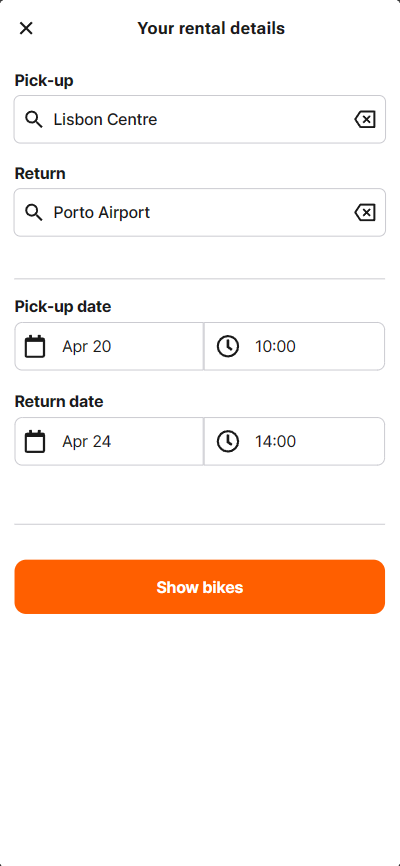 Your rental details
Pick-up
Lisbon Centre
Return
Porto Airport
Pick-up date
Apr 20 10:00
Return date
Apr 24 14:00
Show bikes